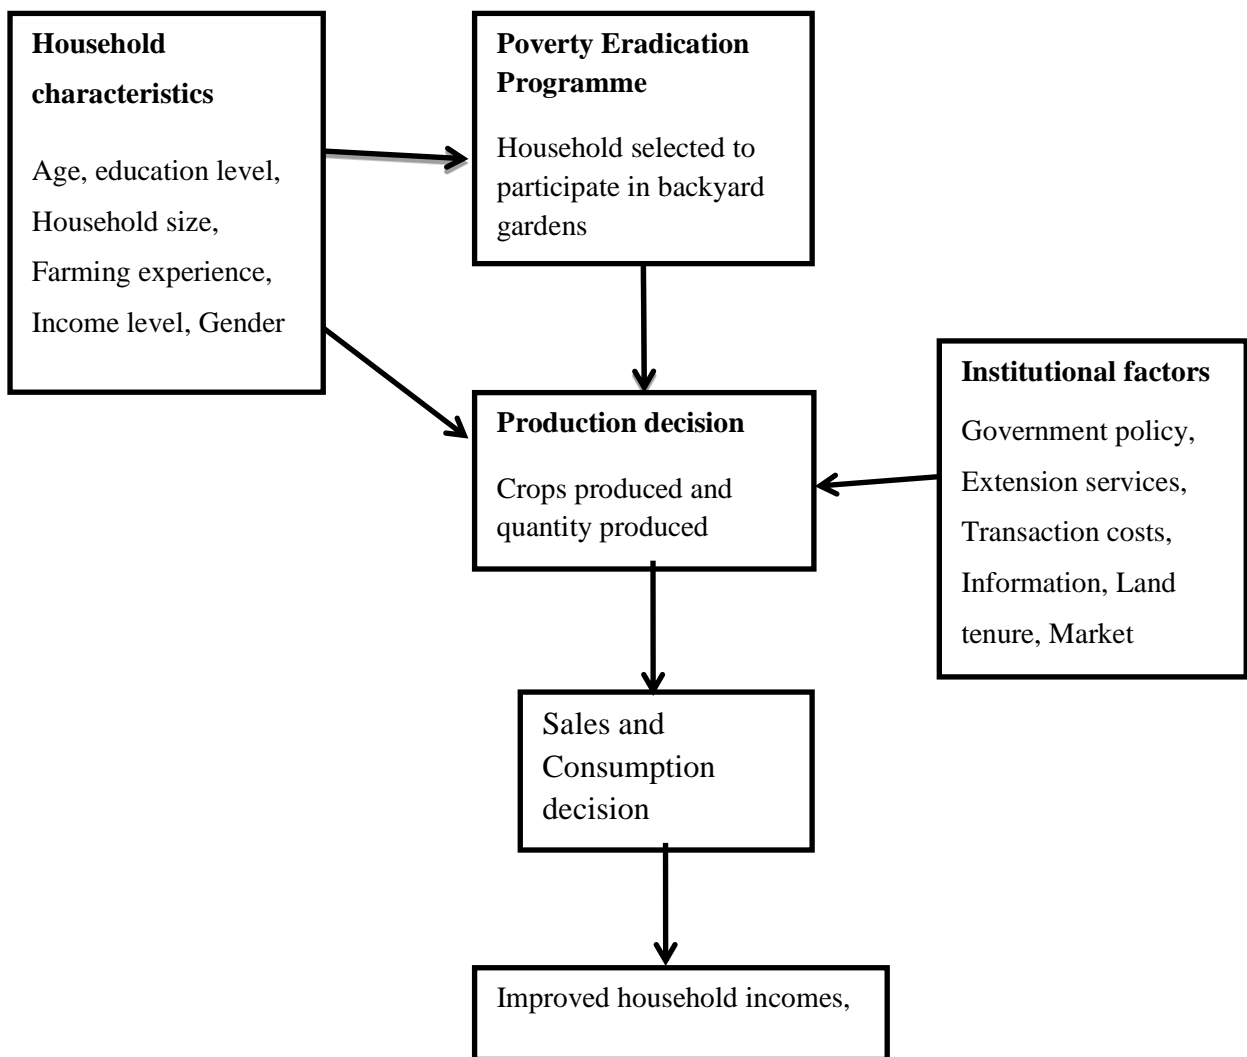 Household
characteristics
Age, education level,
Household size,
Farming experience,
Income level, Gender
Poverty Eradication
Programme
Household selected to
participate in backyard
gardens
Production decision
Crops produced and
quantity produced
Institutional factors
Government policy,
Extension services,
Transaction costs,
Information, Land
tenure, Market
Sales and
Consumption
decision
Improved household incomes,